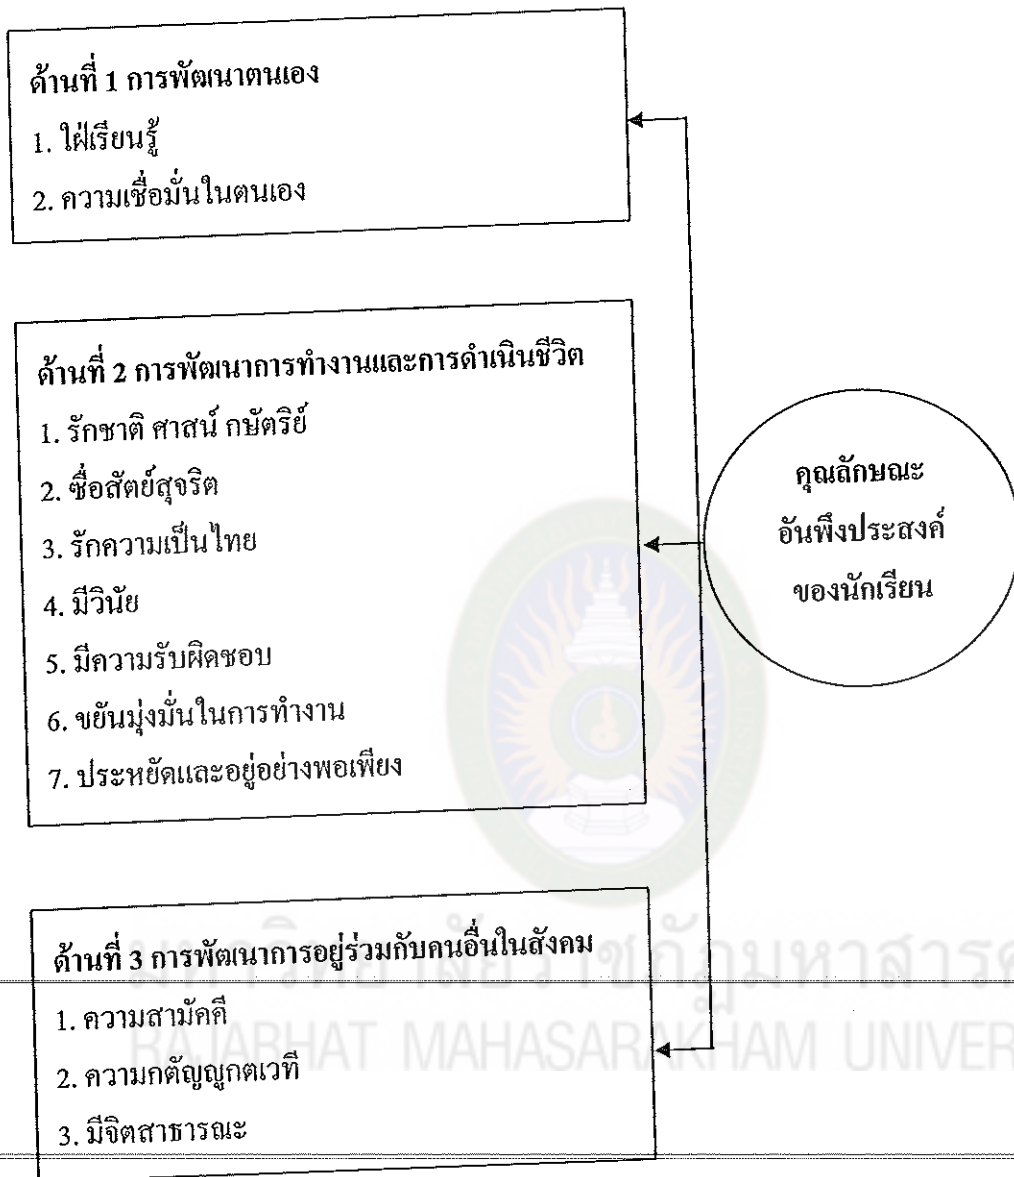 ด้านที่ 1 การพัฒนาตนเอง
1. ใฝ่เรียนรู้
2. ความเชื่อมั่นในตนเอง
ด้านที่ 2 การพัฒนาการทำงานและการดำเนินชีวิต
1. รักชาติ ศาสน์ กษัตริย์
2. ซื่อสัตย์สุจริต
3. รักความเป็นไทย
4. มีวินัย
5. มีความรับผิดชอบ
6. ขยันมุ่งมั่นในการทำงาน
7. ประหยัดและอยู่อย่างพอเพียง
คุณลักษณะ
อันพึงประสงค์
ของนักเรียน
ด้านที่ 3 การพัฒนาการอยู่ร่วมกับคนอื่นในสังคม
1. ความสามัคคี
2. ความกตัญญูกตเวที
3. มีจิตสาธารณะ
RAJABHAT MAHASARAKHAM